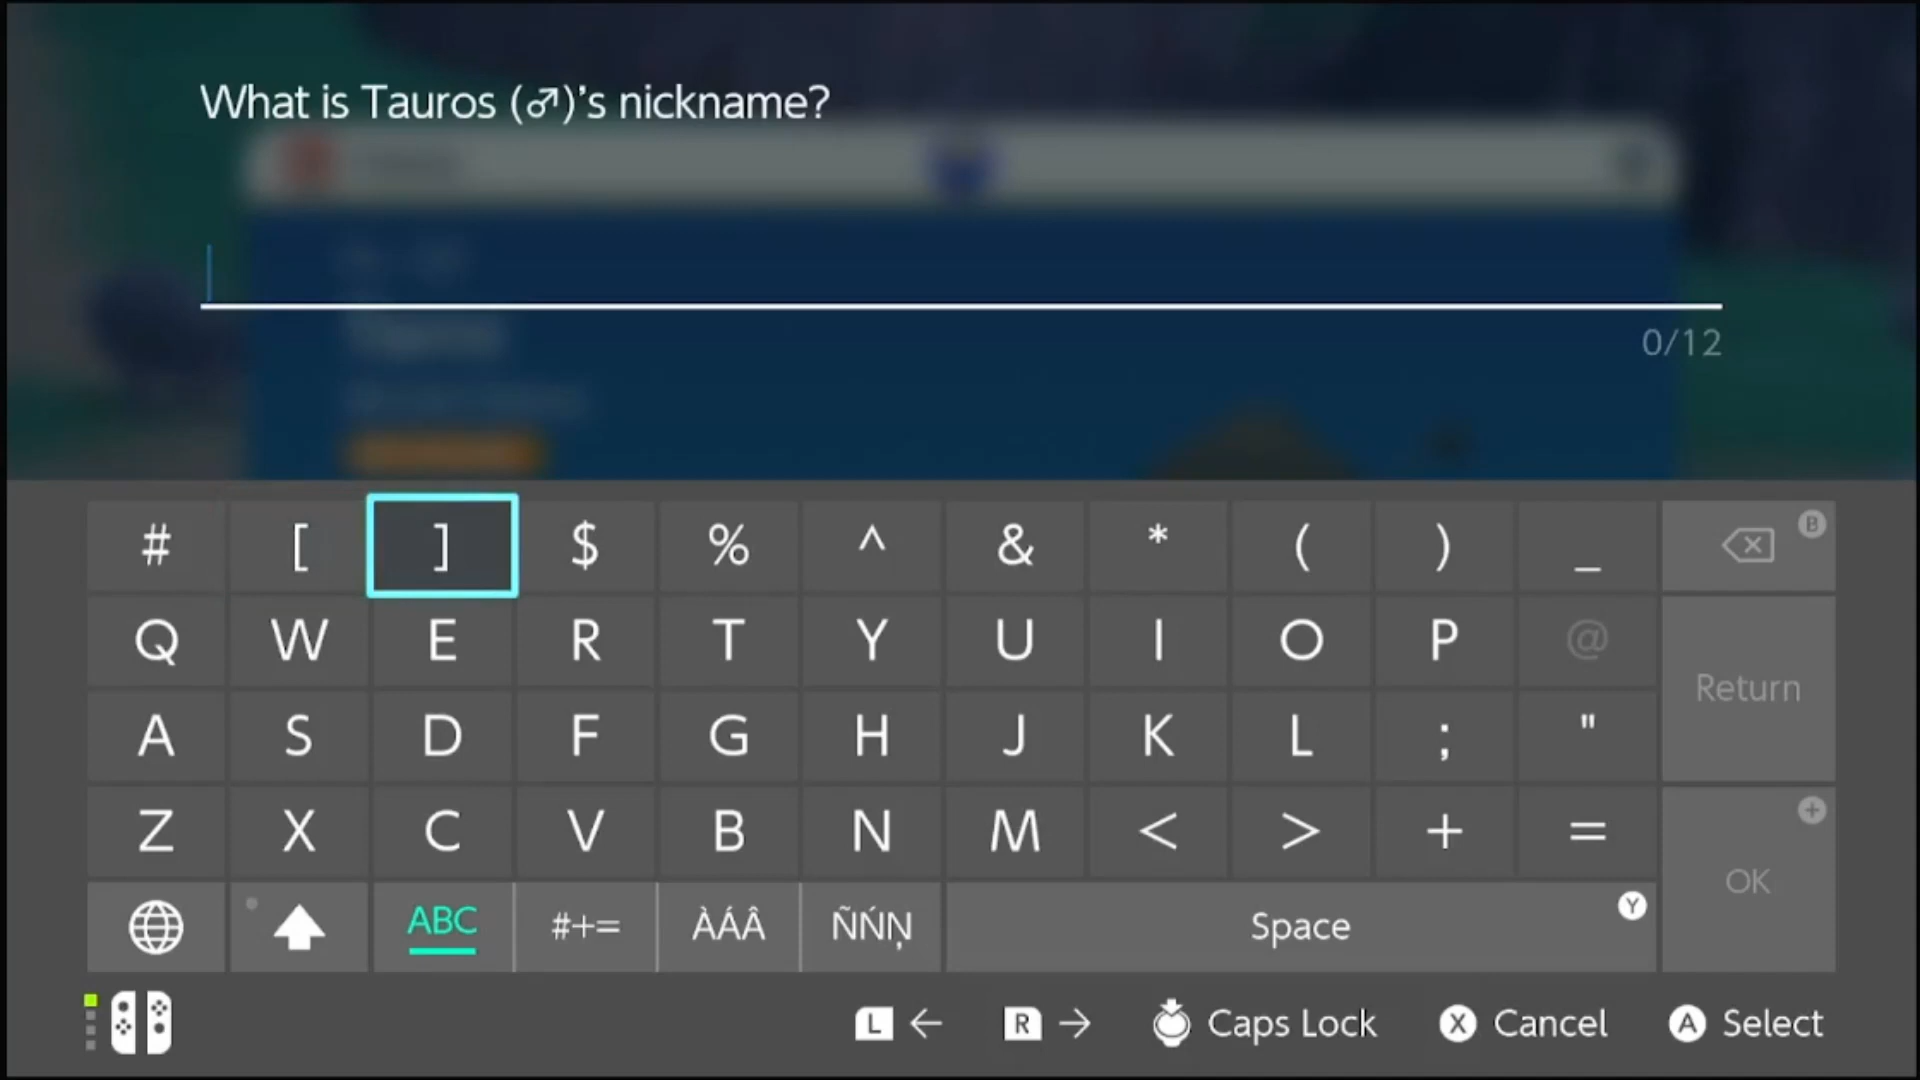 What is Tauros (♂)'s nickname?
0/12
# [ ] $ % ^ & * ( ) _ B
Q W E R T Y U I O P @
Return
A S D F G H J K L ; "
Z X C V B N M < > + =
OK
ABC #+= ÀÁÂ ÑŃŅ Space Y
L ← R → Caps Lock X Cancel A Select